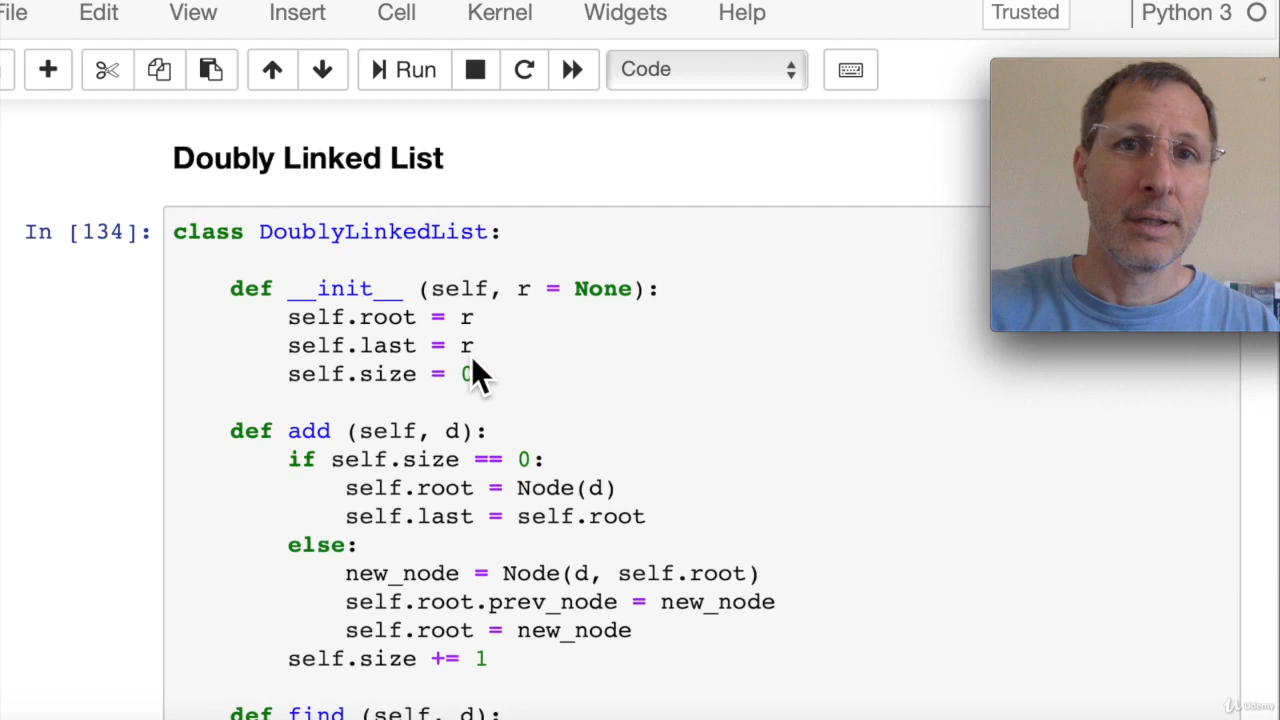 File Edit View Insert Cell Kernel Widgets Help Trusted Python 3
Run Code
Doubly Linked List
In [134]: class DoublyLinkedList:
    def __init__ (self, r = None):
        self.root = r
        self.last = r
        self.size = 0
    def add (self, d):
        if self.size == 0:
            self.root = Node(d)
            self.last = self.root
        else:
            new_node = Node(d, self.root)
            self.root.prev_node = new_node
            self.root = new_node
        self.size += 1
    def find (self, d):
Udemy